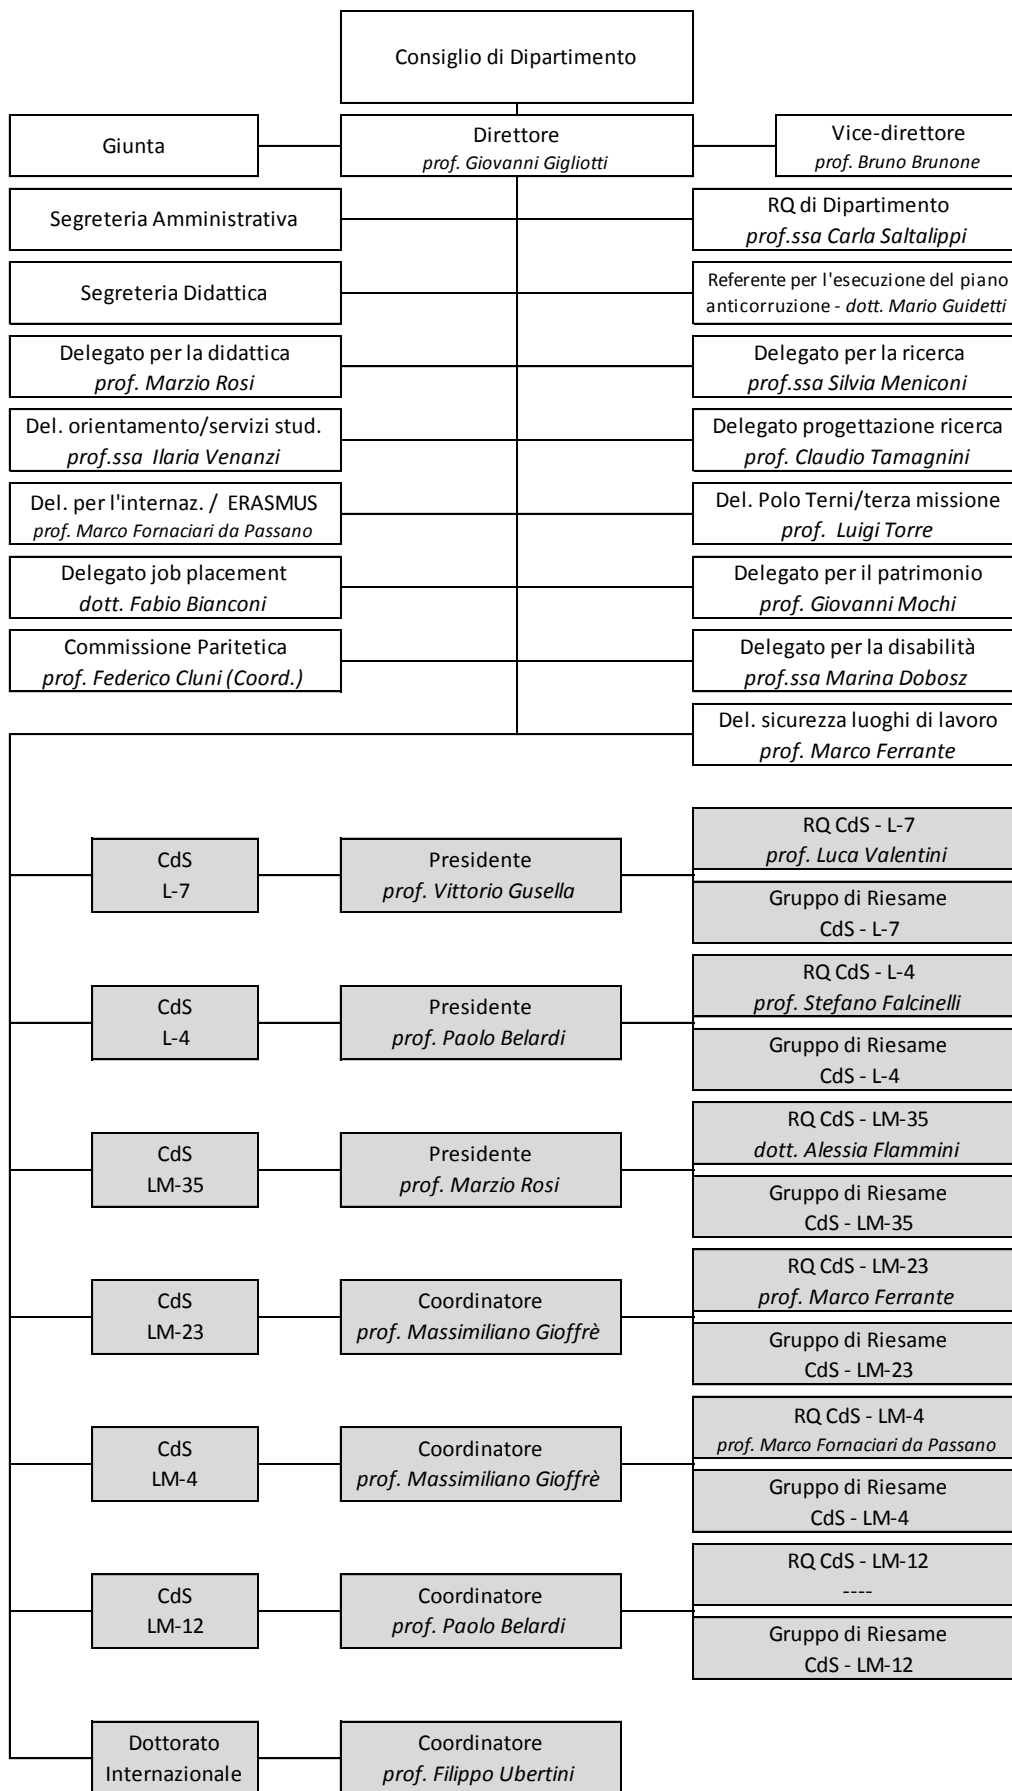 Consiglio di Dipartimento
Giunta
Direttore
prof. Giovanni Gigliotti
Vice-direttore
prof. Bruno Brunone
Segreteria Amministrativa
RQ di Dipartimento
prof.ssa Carla Saltalippi
Segreteria Didattica
Referente per l'esecuzione del piano
anticorruzione - dott. Mario Guidetti
Delegato per la didattica
prof. Marzio Rosi
Delegato per la ricerca
prof.ssa Silvia Meniconi
Del. orientamento/servizi stud.
prof.ssa Ilaria Venanzi
Delegato progettazione ricerca
prof. Claudio Tamagnini
Del. per l'internaz. / ERASMUS
prof. Marco Fornaciari da Passano
Del. Polo Terni/terza missione
prof. Luigi Torre
Delegato job placement
dott. Fabio Bianconi
Delegato per il patrimonio
prof. Giovanni Mochi
Commissione Paritetica
prof. Federico Cluni (Coord.)
Delegato per la disabilità
prof.ssa Marina Dobosz
Del. sicurezza luoghi di lavoro
prof. Marco Ferrante
CdS
L-7
Presidente
prof. Vittorio Gusella
RQ CdS - L-7
prof. Luca Valentini
Gruppo di Riesame
CdS - L-7
CdS
L-4
Presidente
prof. Paolo Belardi
RQ CdS - L-4
prof. Stefano Falcinelli
Gruppo di Riesame
CdS - L-4
CdS
LM-35
Presidente
prof. Marzio Rosi
RQ CdS - LM-35
dott. Alessia Flammini
Gruppo di Riesame
CdS - LM-35
CdS
LM-23
Coordinatore
prof. Massimiliano Gioffrè
RQ CdS - LM-23
prof. Marco Ferrante
Gruppo di Riesame
CdS - LM-23
CdS
LM-4
Coordinatore
prof. Massimiliano Gioffrè
RQ CdS - LM-4
prof. Marco Fornaciari da Passano
Gruppo di Riesame
CdS - LM-4
CdS
LM-12
Coordinatore
prof. Paolo Belardi
RQ CdS - LM-12
----
Gruppo di Riesame
CdS - LM-12
Dottorato
Internazionale
Coordinatore
prof. Filippo Ubertini